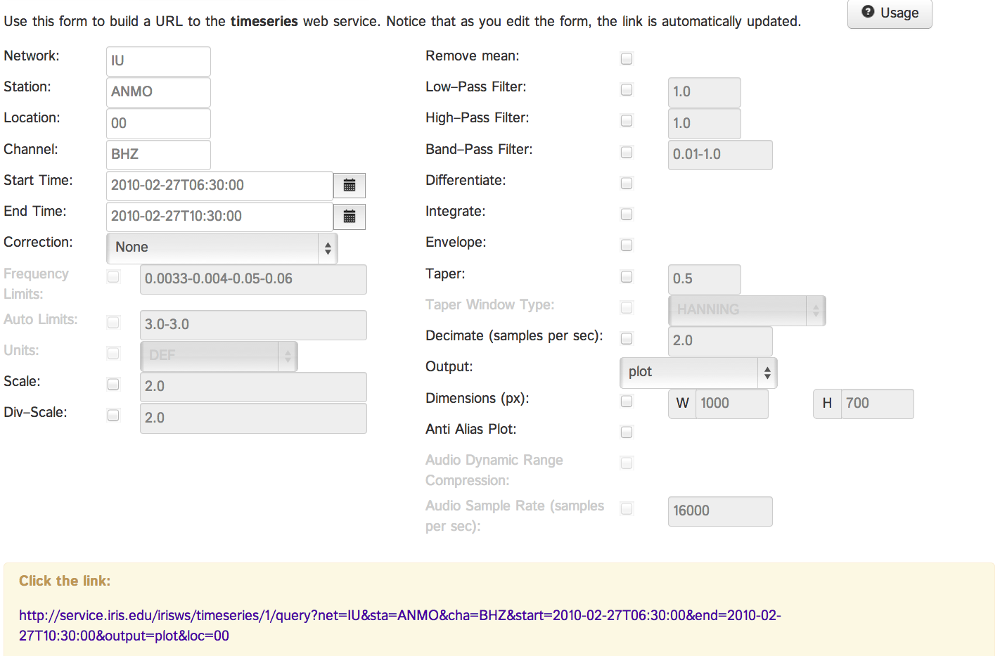 Use this form to build a URL to the timeseries web service. Notice that as you edit the form, the link is automatically updated.
Usage
Network:
IU
Station:
ANMO
Location:
00
Channel:
BHZ
Start Time:
2010-02-27T06:30:00
End Time:
2010-02-27T10:30:00
Correction:
None
Frequency
Limits:
0.0033-0.004-0.05-0.06
Auto Limits:
3.0-3.0
Units:
DEF
Scale:
2.0
Div-Scale:
2.0
Remove mean:
Low-Pass Filter:
1.0
High-Pass Filter:
1.0
Band-Pass Filter:
0.01-1.0
Differentiate:
Integrate:
Envelope:
Taper:
0.5
Taper Window Type:
HANNING
Decimate (samples per sec):
2.0
Output:
plot
Dimensions (px):
W 1000
H 700
Anti Alias Plot:
Audio Dynamic Range
Compression:
Audio Sample Rate (samples
per sec):
16000
Click the link:
http://service.iris.edu/irisws/timeseries/1/query?net=IU&sta=ANMO&cha=BHZ&start=2010-02-27T06:30:00&end=2010-02-
27T10:30:00&output=plot&loc=00